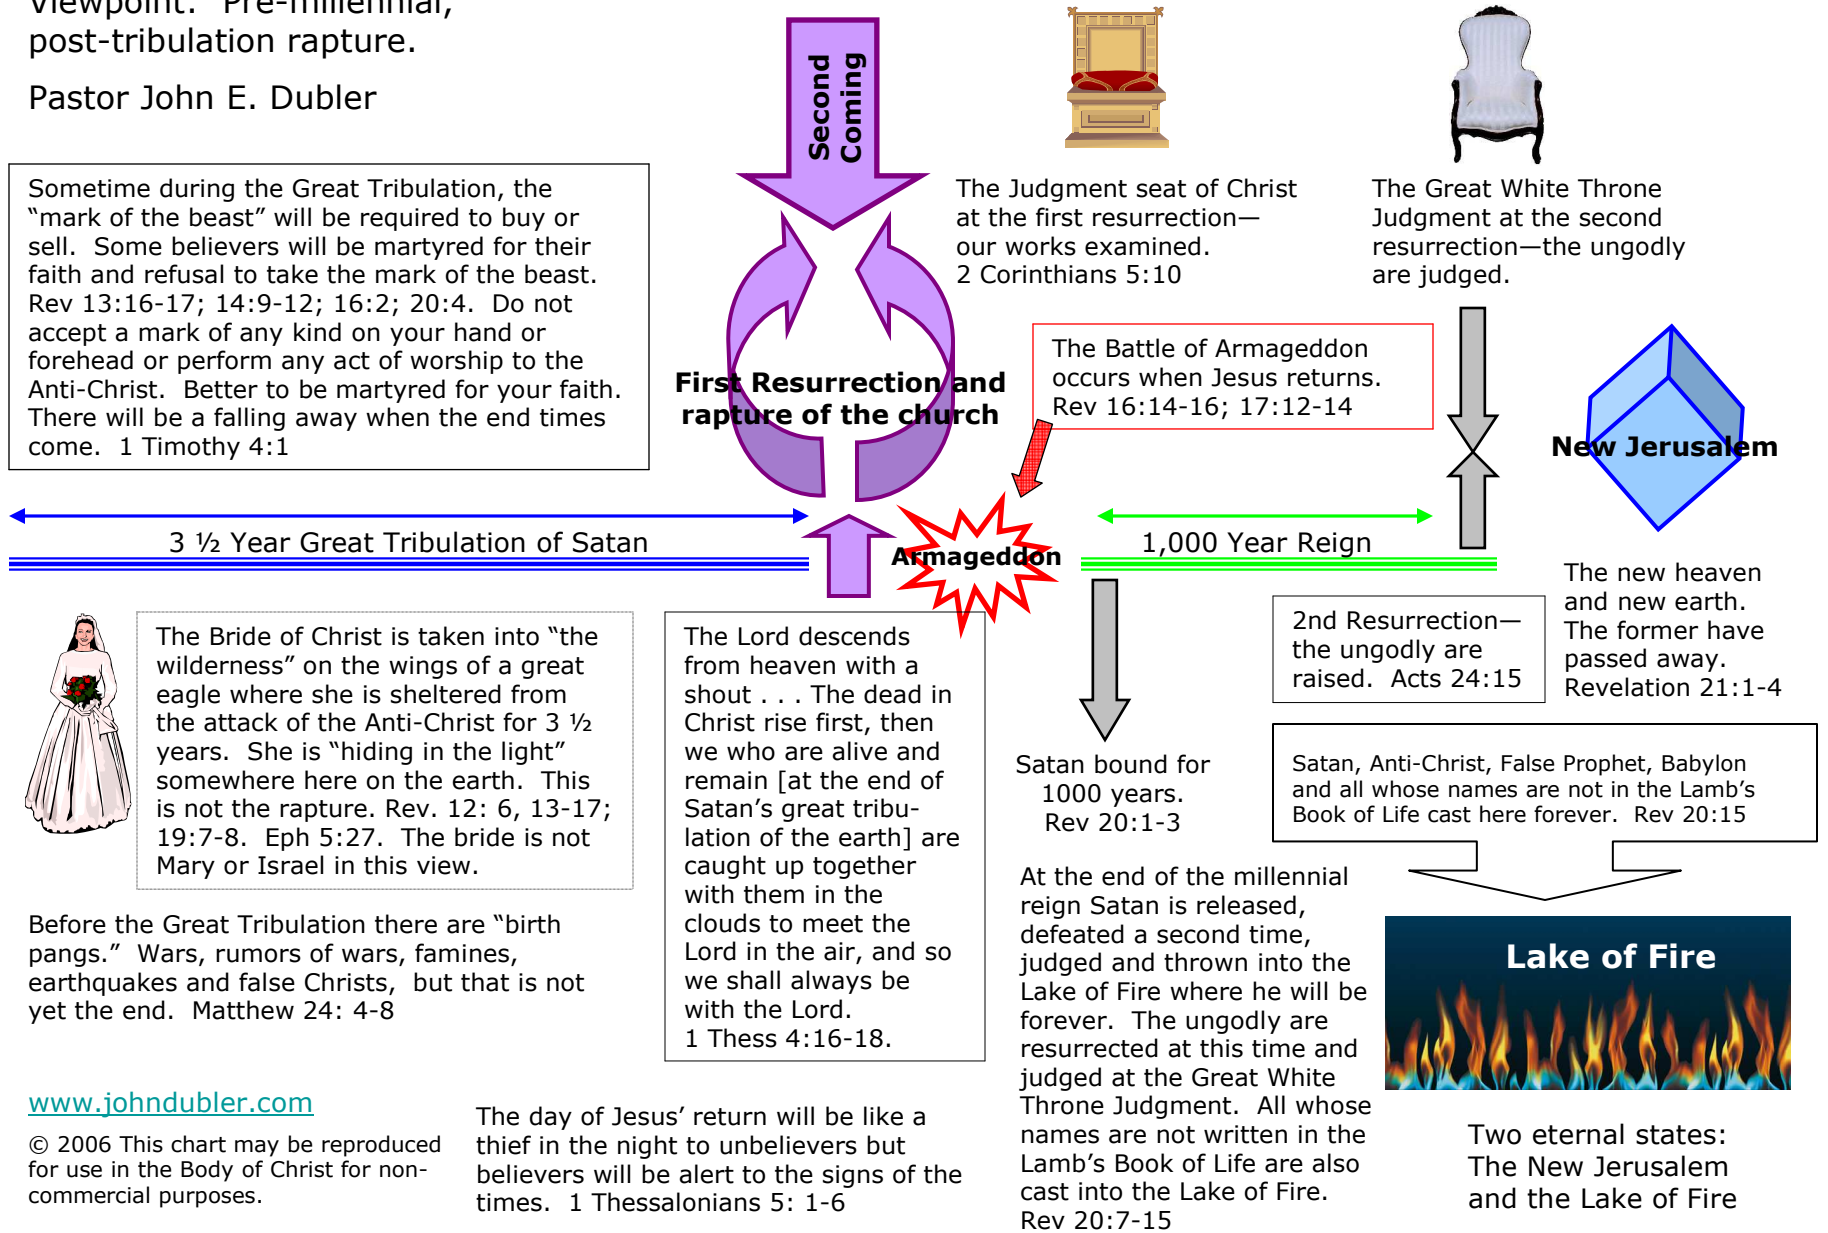 Viewpoint: Pre-millennial,
post-tribulation rapture.
Pastor John E. Dubler
Second
Coming
Sometime during the Great Tribulation, the
“mark of the beast” will be required to buy or
sell. Some believers will be martyred for their
faith and refusal to take the mark of the beast.
Rev 13:16-17; 14:9-12; 16:2; 20:4. Do not
accept a mark of any kind on your hand or
forehead or perform any act of worship to the
Anti-Christ. Better to be martyred for your faith.
There will be a falling away when the end times
come. 1 Timothy 4:1
The Judgment seat of Christ
at the first resurrection—
our works examined.
2 Corinthians 5:10
The Great White Throne
Judgment at the second
resurrection—the ungodly
are judged.
First Resurrection and
rapture of the church
The Battle of Armageddon
occurs when Jesus returns.
Rev 16:14-16; 17:12-14
New Jerusalem
3 ½ Year Great Tribulation of Satan
Armageddon
1,000 Year Reign
The new heaven
and new earth.
The former have
passed away.
Revelation 21:1-4
The Bride of Christ is taken into “the
wilderness” on the wings of a great
eagle where she is sheltered from
the attack of the Anti-Christ for 3 ½
years. She is “hiding in the light”
somewhere here on the earth. This
is not the rapture. Rev. 12: 6, 13-17;
19:7-8. Eph 5:27. The bride is not
Mary or Israel in this view.
The Lord descends
from heaven with a
shout . . . The dead in
Christ rise first, then
we who are alive and
remain [at the end of
Satan’s great tribu-
lation of the earth] are
caught up together
with them in the
clouds to meet the
Lord in the air, and so
we shall always be
with the Lord.
1 Thess 4:16-18.
2nd Resurrection—
the ungodly are
raised. Acts 24:15
Satan bound for
1000 years.
Rev 20:1-3
Satan, Anti-Christ, False Prophet, Babylon
and all whose names are not in the Lamb’s
Book of Life cast here forever. Rev 20:15
At the end of the millennial
reign Satan is released,
defeated a second time,
judged and thrown into the
Lake of Fire where he will be
forever. The ungodly are
resurrected at this time and
judged at the Great White
Throne Judgment. All whose
names are not written in the
Lamb’s Book of Life are also
cast into the Lake of Fire.
Rev 20:7-15
Lake of Fire
Before the Great Tribulation there are “birth
pangs.” Wars, rumors of wars, famines,
earthquakes and false Christs, but that is not
yet the end. Matthew 24: 4-8
www.johndubler.com
© 2006 This chart may be reproduced
for use in the Body of Christ for non-
commercial purposes.
The day of Jesus’ return will be like a
thief in the night to unbelievers but
believers will be alert to the signs of the
times. 1 Thessalonians 5: 1-6
Two eternal states:
The New Jerusalem
and the Lake of Fire